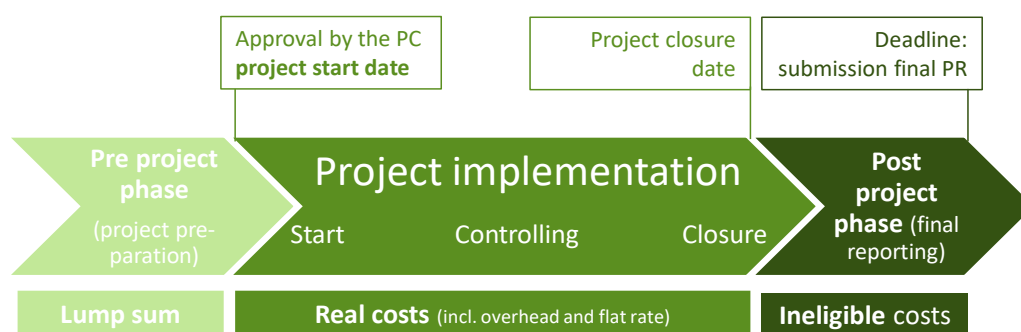 Approval by the PC
project start date
Project closure
date
Deadline:
submission final PR
Pre project
phase
(project pre-
paration)
Project implementation
Start
Controlling
Closure
Post
project
phase (final
reporting)
Lump sum
Real costs (incl. overhead and flat rate)
Ineligible costs